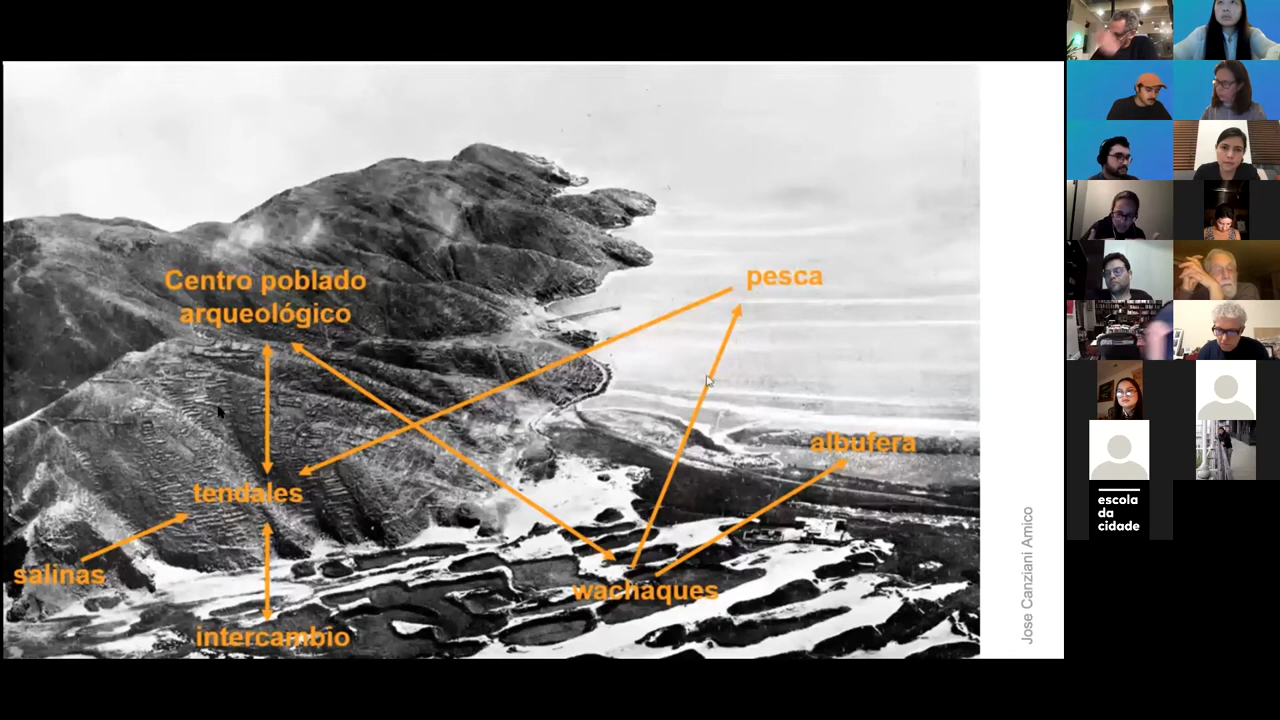 Centro poblado
arqueológico
pesca
albufera
tendales
salinas
wachaques
intercambio
Jose Canziani Amico
escola
da
cidade